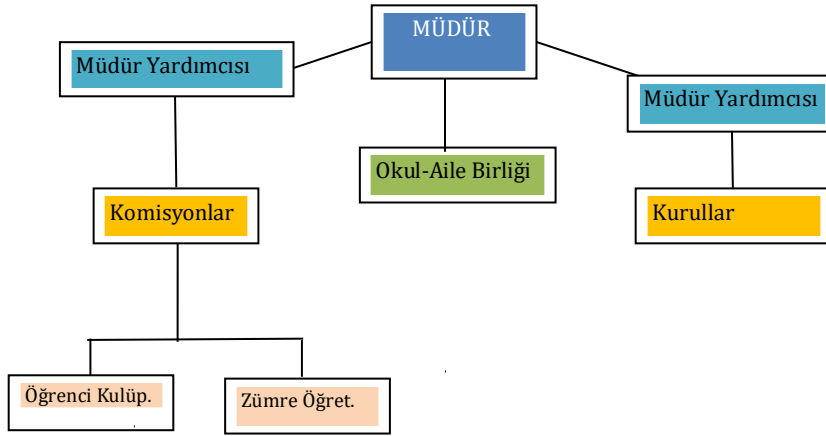 MÜDÜR
Müdür Yardımcısı
Müdür Yardımcısı
Okul-Aile Birliği
Komisyonlar
Kurullar
Öğrenci Kulüp.
Zümre Öğret.